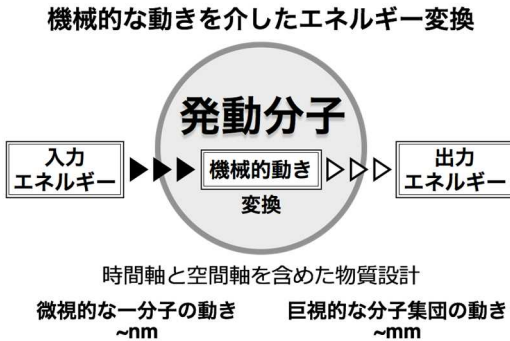 機械的な動きを介したエネルギー変換
発動分子
入力
エネルギー
機械的動き
変換
出力
エネルギー
時間軸と空間軸を含めた物質設計
微視的な一分子の動き
~nm
巨視的な分子集団の動き
~mm